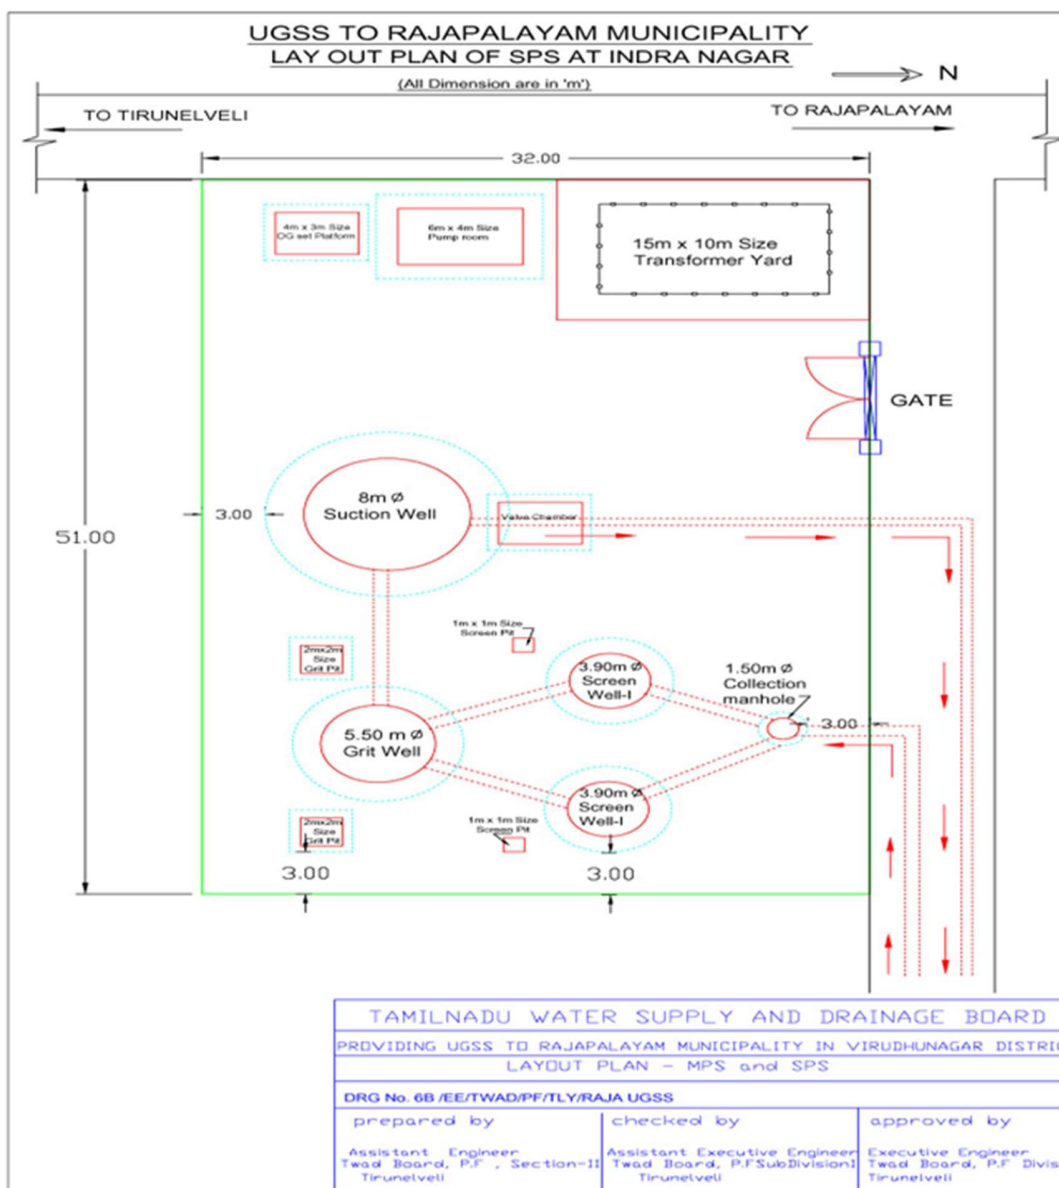 UGSS TO RAJAPALAYAM MUNICIPALITY
LAY OUT PLAN OF SPS AT INDRA NAGAR
(All Dimension are in 'm')
N
TO TIRUNELVELI
TO RAJAPALAYAM
32.00
4m x 3m Size
DG set Platform
6m x 4m Size
Pump room
15m x 10m Size
Transformer Yard
GATE
8m Ø
Suction Well
3.00
Valve Chamber
51.00
1m x 1m Size
Screen Pit
2mx2m
Size
Grit Pit
3.90m Ø
Screen
Well-I
1.50m Ø
Collection
manhole
3.00
5.50 m Ø
Grit Well
3.90m Ø
Screen
Well-I
2mx2m
Size
Grit Pit
1m x 1m Size
Screen Pit
3.00
3.00
TAMILNADU WATER SUPPLY AND DRAINAGE BOARD
PROVIDING UGSS TO RAJAPALAYAM MUNICIPALITY IN VIRUDHUNAGAR DISTRIC
LAYOUT PLAN - MPS and SPS
DRG No. 6B /EE/TWAD/PF/TLY/RAJA UGSS
prepared by
checked by
approved by
Assistant Engineer
Twad Board, P.F , Section-II
Tirunelveli
Assistant Executive Engineer
Twad Board, P.FSubDivisionI
Tirunelveli
Executive Engineer
Twad Board, P.F Divis
Tirunelveli